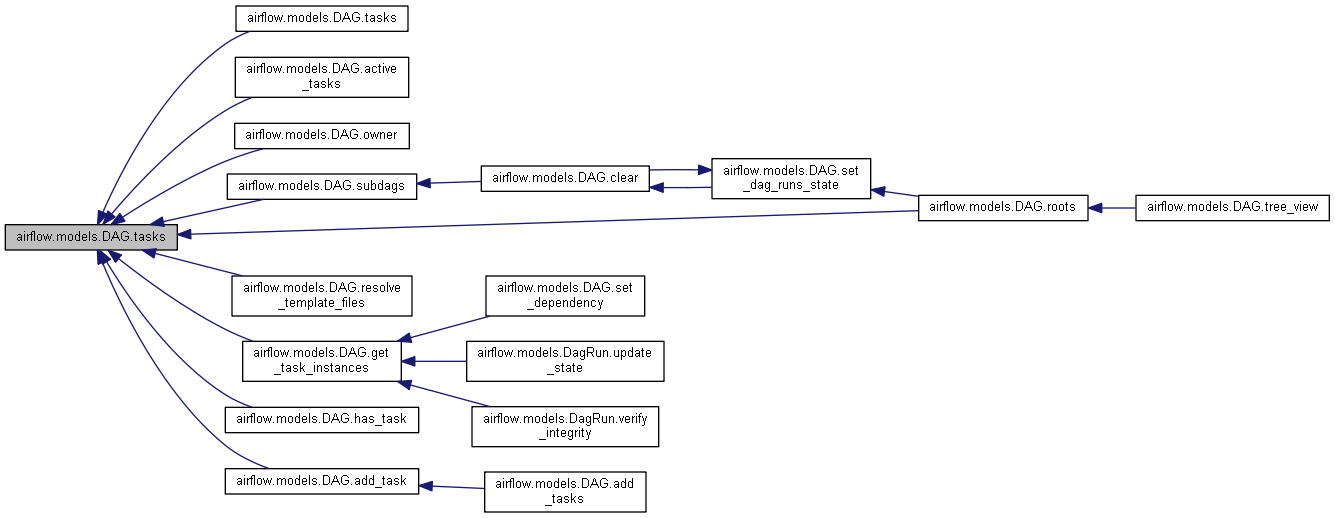 airflow.models.DAG.tasks
airflow.models.DAG.active
_tasks
airflow.models.DAG.owner
airflow.models.DAG.subdags
airflow.models.DAG.clear
airflow.models.DAG.set
_dag_runs_state
airflow.models.DAG.roots
airflow.models.DAG.tree_view
airflow.models.DAG.tasks
airflow.models.DAG.resolve
_template_files
airflow.models.DAG.set
_dependency
airflow.models.DAG.get
_task_instances
airflow.models.DagRun.update
_state
airflow.models.DAG.has_task
airflow.models.DagRun.verify
_integrity
airflow.models.DAG.add_task
airflow.models.DAG.add
_tasks